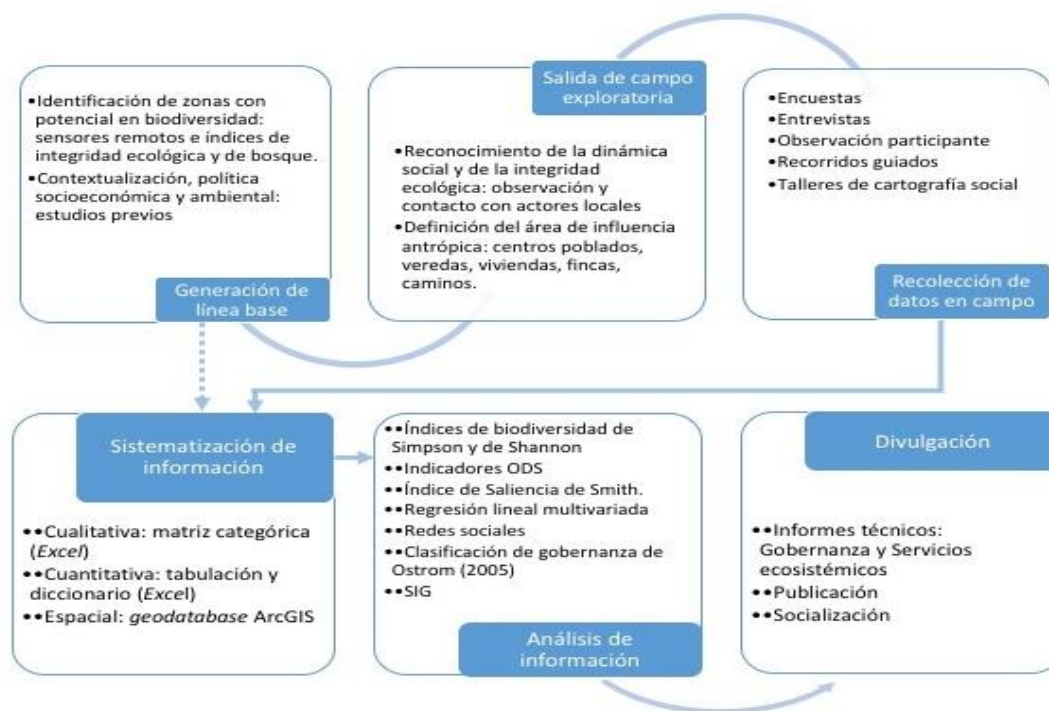 •Identificación de zonas con
potencial en biodiversidad:
sensores remotos e índices de
integridad ecológica y de bosque.
•Contextualización, política
socioeconómica y ambiental:
estudios previos
Generación de
línea base
Salida de campo
exploratoria
•Reconocimiento de la dinámica
social y de la integridad
ecológica: observación y
contacto con actores locales
•Definición del área de influencia
antrópica: centros poblados,
veredas, viviendas, fincas,
caminos.
•Encuestas
•Entrevistas
•Observación participante
•Recorridos guiados
•Talleres de cartografía social
Recolección de
datos en campo
Sistematización de
información
••Cualitativa: matriz categórica
(Excel)
••Cuantitativa: tabulación y
diccionario (Excel)
••Espacial: geodatabase ArcGIS
••Índices de biodiversidad de
Simpson y de Shannon
••Indicadores ODS
••Índice de Saliencia de Smith.
••Regresión lineal multivariada
••Redes sociales
••Clasificación de gobernanza de
Ostrom (2005)
••SIG
Análisis de
información
Divulgación
••Informes técnicos:
Gobernanza y Servicios
ecosistémicos
••Publicación
••Socialización